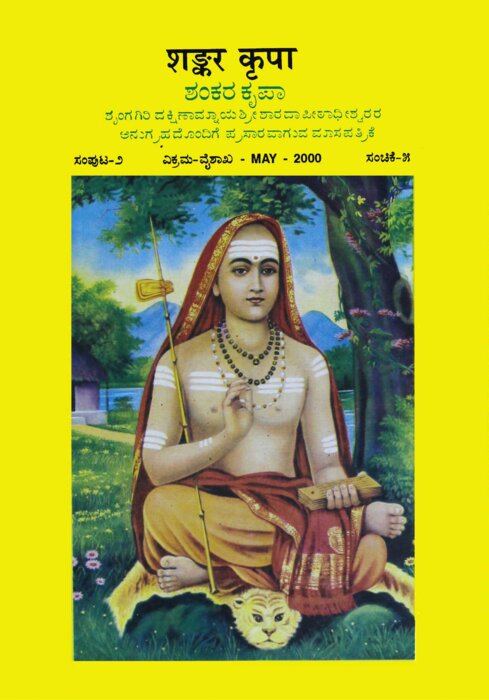 शङ्कर कृपा
ಶಂಕರ ಕೃಪಾ
ಶೃಂಗಗಿರಿ ದಕ್ಷಿಣಾಮ್ನಾಯ ಶ್ರೀ ಶಾರದಾಪೀಠಾಧೀಶ್ವರರ
ಅನುಗ್ರಹದೊಂದಿಗೆ ಪ್ರಸಾರವಾಗುವ ಮಾಸಪತ್ರಿಕೆ
ಸಂಪುಟ-೨ ವಿಕ್ರಮ-ವೈಶಾಖ - MAY - 2000 ಸಂಚಿಕೆ-೫